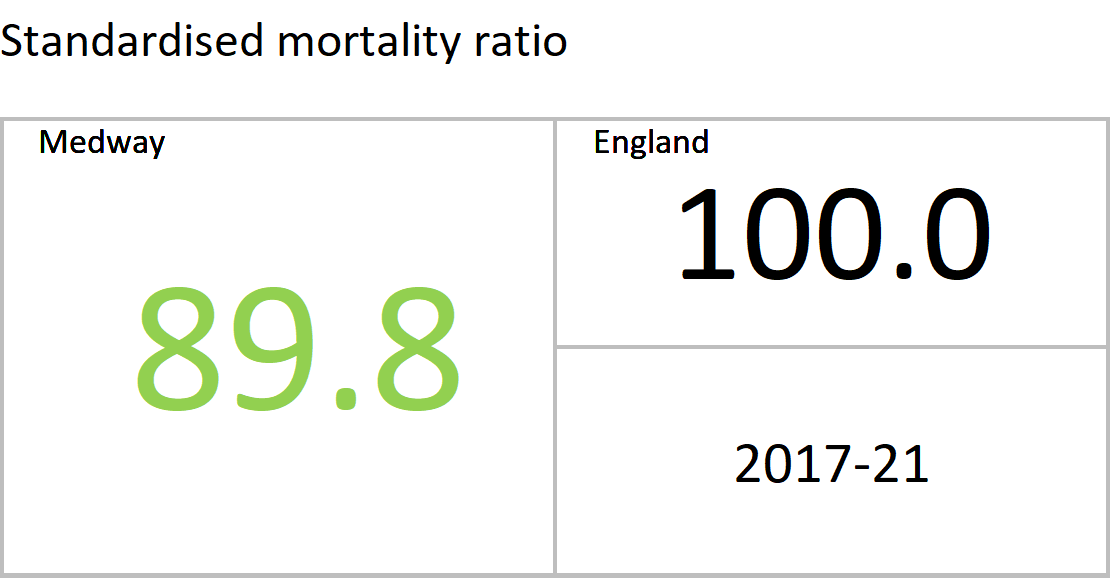 Standardised mortality ratio
Medway
89.8
England
100.0
2017-21